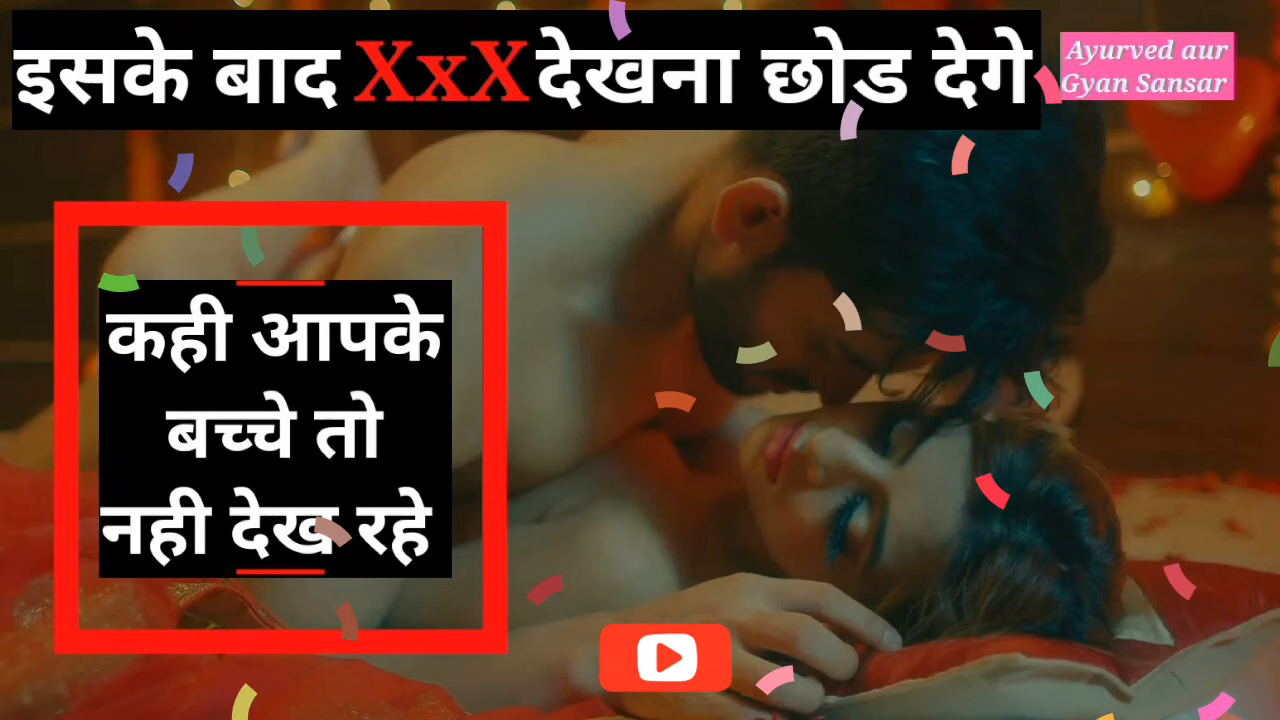 इसके बाद XxX देखना छोड देगे
Ayurved aur
Gyan Sansar
कही आपके
बच्चे तो
नही देख रहे